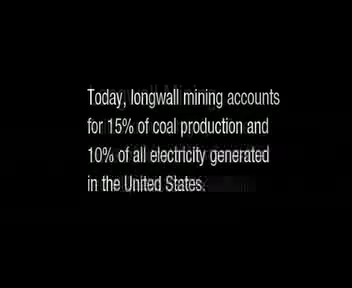 Today, longwall mining accounts
for 15% of coal production and
10% of all electricity generated
in the United States.